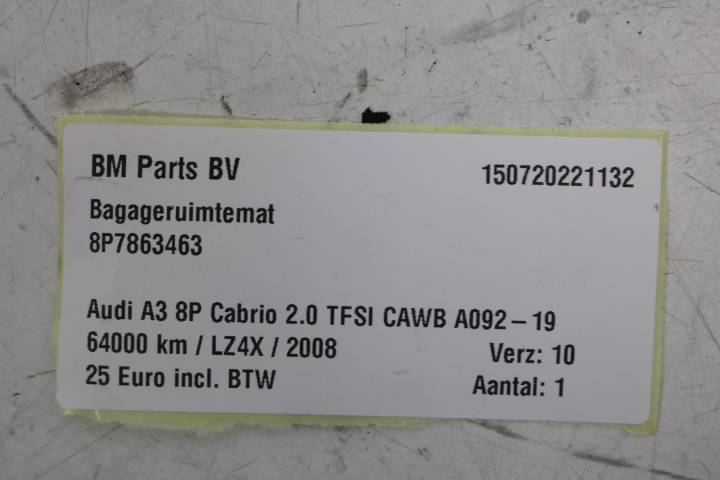 BM Parts BV 150720221132
Bagageruimtemat
8P7863463
Audi A3 8P Cabrio 2.0 TFSI CAWB A092-19
64000 km / LZ4X / 2008 Verz: 10
25 Euro incl. BTW Aantal: 1